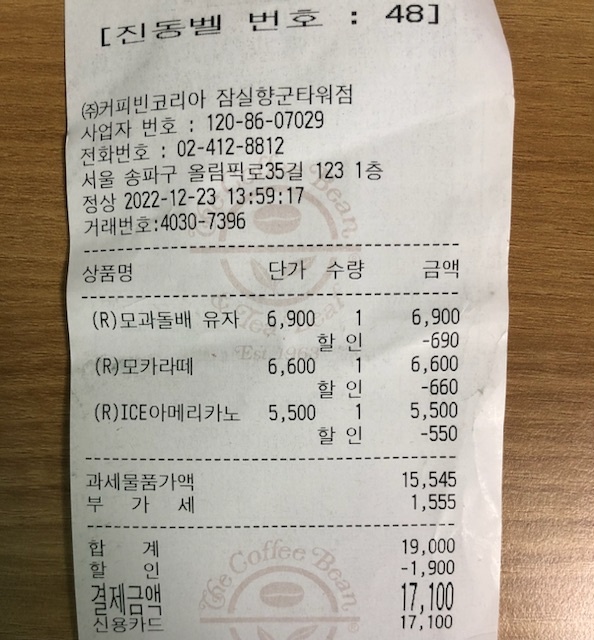 [진동벨 번호 : 48]
㈜커피빈코리아 잠실향군타워점
사업자 번호 : 120-86-07029
전화번호 : 02-412-8812
서울 송파구 올림픽로35길 123 1층
정상 2022-12-23 13:59:17
거래번호:4030-7396
상품명 단가 수량 금액
(R)모과돌배 유자 6,900 1 6,900
할 인 -690
(R)모카라떼 6,600 1 6,600
할 인 -660
(R)ICE아메리카노 5,500 1 5,500
할 인 -550
과세물품가액 15,545
부 가 세 1,555
합 계 19,000
할 인 -1,900
결제금액 17,100
신용카드 17,100
The Coffee Bean